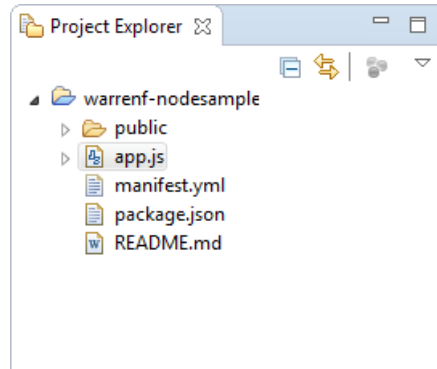 Project Explorer
warrenf-nodesample
public
app.js
manifest.yml
package.json
README.md